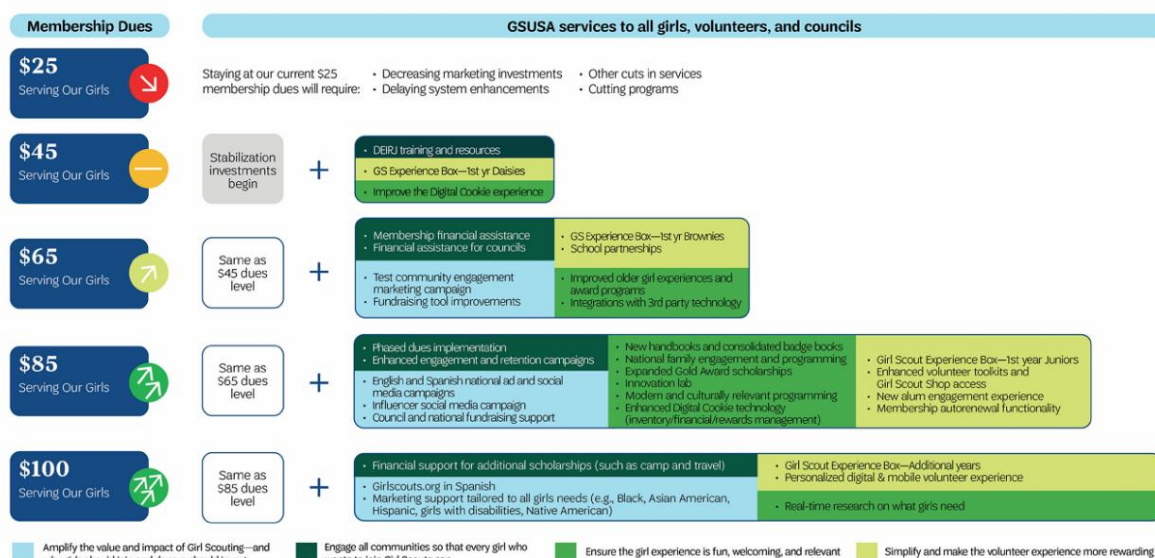 Membership Dues
GSUSA services to all girls, volunteers, and councils
$25
Serving Our Girls
Staying at our current $25
membership dues will require:
• Decreasing marketing investments
• Delaying system enhancements
• Other cuts in services
• Cutting programs
$45
Serving Our Girls
Stabilization
investments
begin
+
• DEIRJ training and resources
• GS Experience Box—1st yr Daisies
• Improve the Digital Cookie experience
$65
Serving Our Girls
Same as
$45 dues
level
+
• Membership financial assistance
• Financial assistance for councils
• GS Experience Box—1st yr Brownies
• School partnerships
• Test community engagement
marketing campaign
• Fundraising tool improvements
• Improved older girl experiences and
award programs
• Integrations with 3rd party technology
$85
Serving Our Girls
Same as
$65 dues
level
+
• Phased dues implementation
• Enhanced engagement and retention campaigns
• English and Spanish national ad and social
media campaigns
• Influencer social media campaign
• Council and national fundraising support
• New handbooks and consolidated badge books
• National family engagement and programming
• Expanded Gold Award scholarships
• Innovation lab
• Modern and culturally relevant programming
• Enhanced Digital Cookie technology
(inventory/financial/rewards management)
• Girl Scout Experience Box—1st year Juniors
• Enhanced volunteer toolkits and
Girl Scout Shop access
• New alum engagement experience
• Membership autorenewal functionality
$100
Serving Our Girls
Same as
$85 dues
level
+
• Financial support for additional scholarships (such as camp and travel)
• Girlscouts.org in Spanish
• Marketing support tailored to all girls needs (e.g., Black, Asian American,
Hispanic, girls with disabilities, Native American)
• Girl Scout Experience Box—Additional years
• Personalized digital & mobile volunteer experience
• Real-time research on what girls need
Amplify the value and impact of Girl Scouting—and
Engage all communities so that every girl who
Ensure the girl experience is fun, welcoming, and relevant
Simplify and make the volunteer experience more rewarding